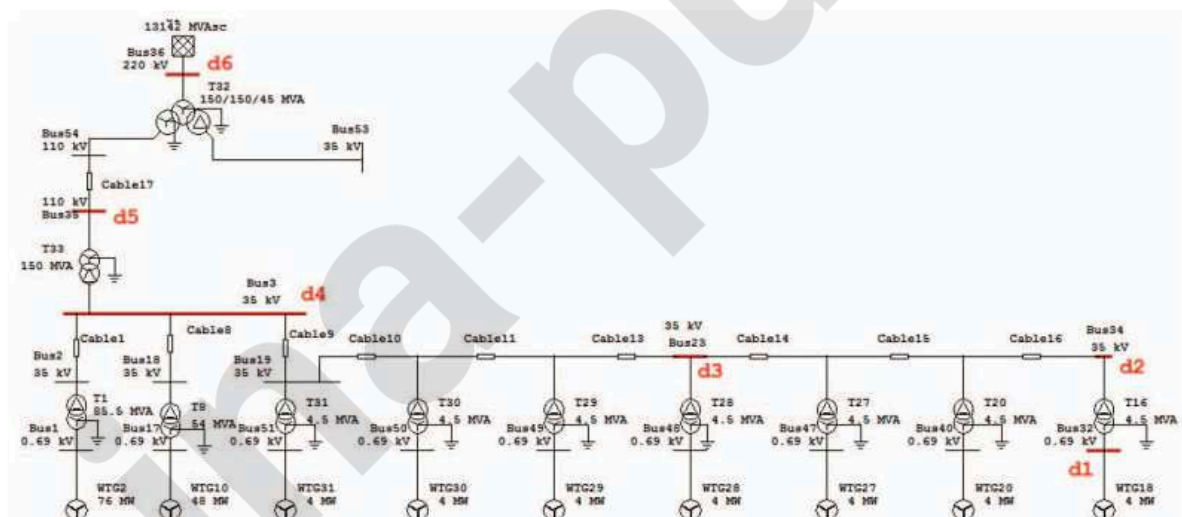 13142 MVAsc
Bus36
220 kV
d6
T32
150/150/45 MVA
Bus54
110 kV
Bus53
35 kV
Cable17
110 kV
Bus35
d5
T33
150 MVA
Bus3
35 kV
d4
Cable1
Cable8
Cable9
Cable10
Cable11
Cable13
35 kV
Bus23
d3
Cable14
Cable15
Cable16
Bus34
35 kV
d2
Bus2
35 kV
Bus18
35 kV
Bus19
35 kV
T1
85.5 MVA
T8
54 MVA
T31
4.5 MVA
T30
4.5 MVA
T29
4.5 MVA
T28
4.5 MVA
T27
4.5 MVA
T20
4.5 MVA
T16
4.5 MVA
Bus1
0.69 kV
Bus17
0.69 kV
Bus51
0.69 kV
Bus50
0.69 kV
Bus49
0.69 kV
Bus48
0.69 kV
Bus47
0.69 kV
Bus40
0.69 kV
Bus32
0.69 kV
d1
WTG2
76 MW
WTG10
48 MW
WTG31
4 MW
WTG30
4 MW
WTG29
4 MW
WTG28
4 MW
WTG27
4 MW
WTG20
4 MW
WTG18
4 MW
ina-pu